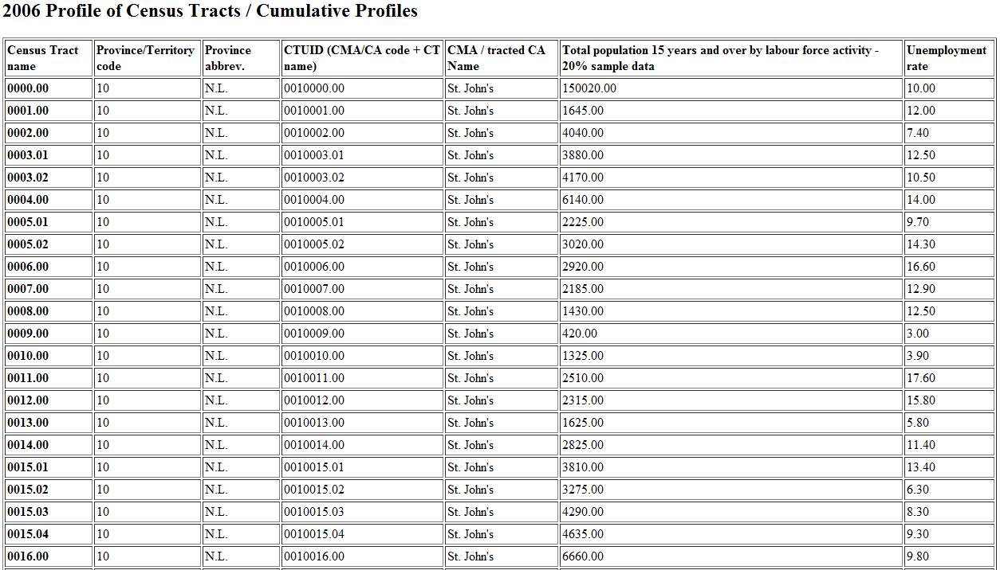 2006 Profile of Census Tracts / Cumulative Profiles
Census Tract name Province/Territory code Province abbrev. CTUID (CMA/CA code + CT name) CMA / tracted CA Name Total population 15 years and over by labour force activity - 20% sample data Unemployment rate
0000.00 10 N.L. 0010000.00 St. John's 150020.00 10.00
0001.00 10 N.L. 0010001.00 St. John's 1645.00 12.00
0002.00 10 N.L. 0010002.00 St. John's 4040.00 7.40
0003.01 10 N.L. 0010003.01 St. John's 3880.00 12.50
0003.02 10 N.L. 0010003.02 St. John's 4170.00 10.50
0004.00 10 N.L. 0010004.00 St. John's 6140.00 14.00
0005.01 10 N.L. 0010005.01 St. John's 2225.00 9.70
0005.02 10 N.L. 0010005.02 St. John's 3020.00 14.30
0006.00 10 N.L. 0010006.00 St. John's 2920.00 16.60
0007.00 10 N.L. 0010007.00 St. John's 2185.00 12.90
0008.00 10 N.L. 0010008.00 St. John's 1430.00 12.50
0009.00 10 N.L. 0010009.00 St. John's 420.00 3.00
0010.00 10 N.L. 0010010.00 St. John's 1325.00 3.90
0011.00 10 N.L. 0010011.00 St. John's 2510.00 17.60
0012.00 10 N.L. 0010012.00 St. John's 2315.00 15.80
0013.00 10 N.L. 0010013.00 St. John's 1625.00 5.80
0014.00 10 N.L. 0010014.00 St. John's 2825.00 11.40
0015.01 10 N.L. 0010015.01 St. John's 3810.00 13.40
0015.02 10 N.L. 0010015.02 St. John's 3275.00 6.30
0015.03 10 N.L. 0010015.03 St. John's 4290.00 8.30
0015.04 10 N.L. 0010015.04 St. John's 4635.00 9.30
0016.00 10 N.L. 0010016.00 St. John's 6660.00 9.80